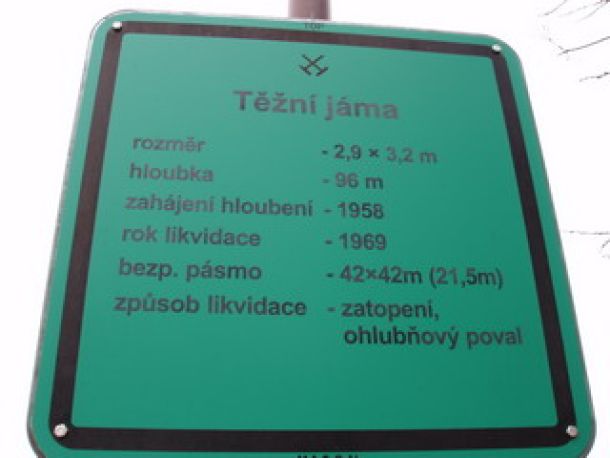 TOP
Těžní jáma
rozměr - 2,9 × 3,2 m
hloubka - 96 m
zahájení hloubení - 1958
rok likvidace - 1969
bezp. pásmo - 42×42m (21,5m)
způsob likvidace - zatopení,
ohlubňový poval